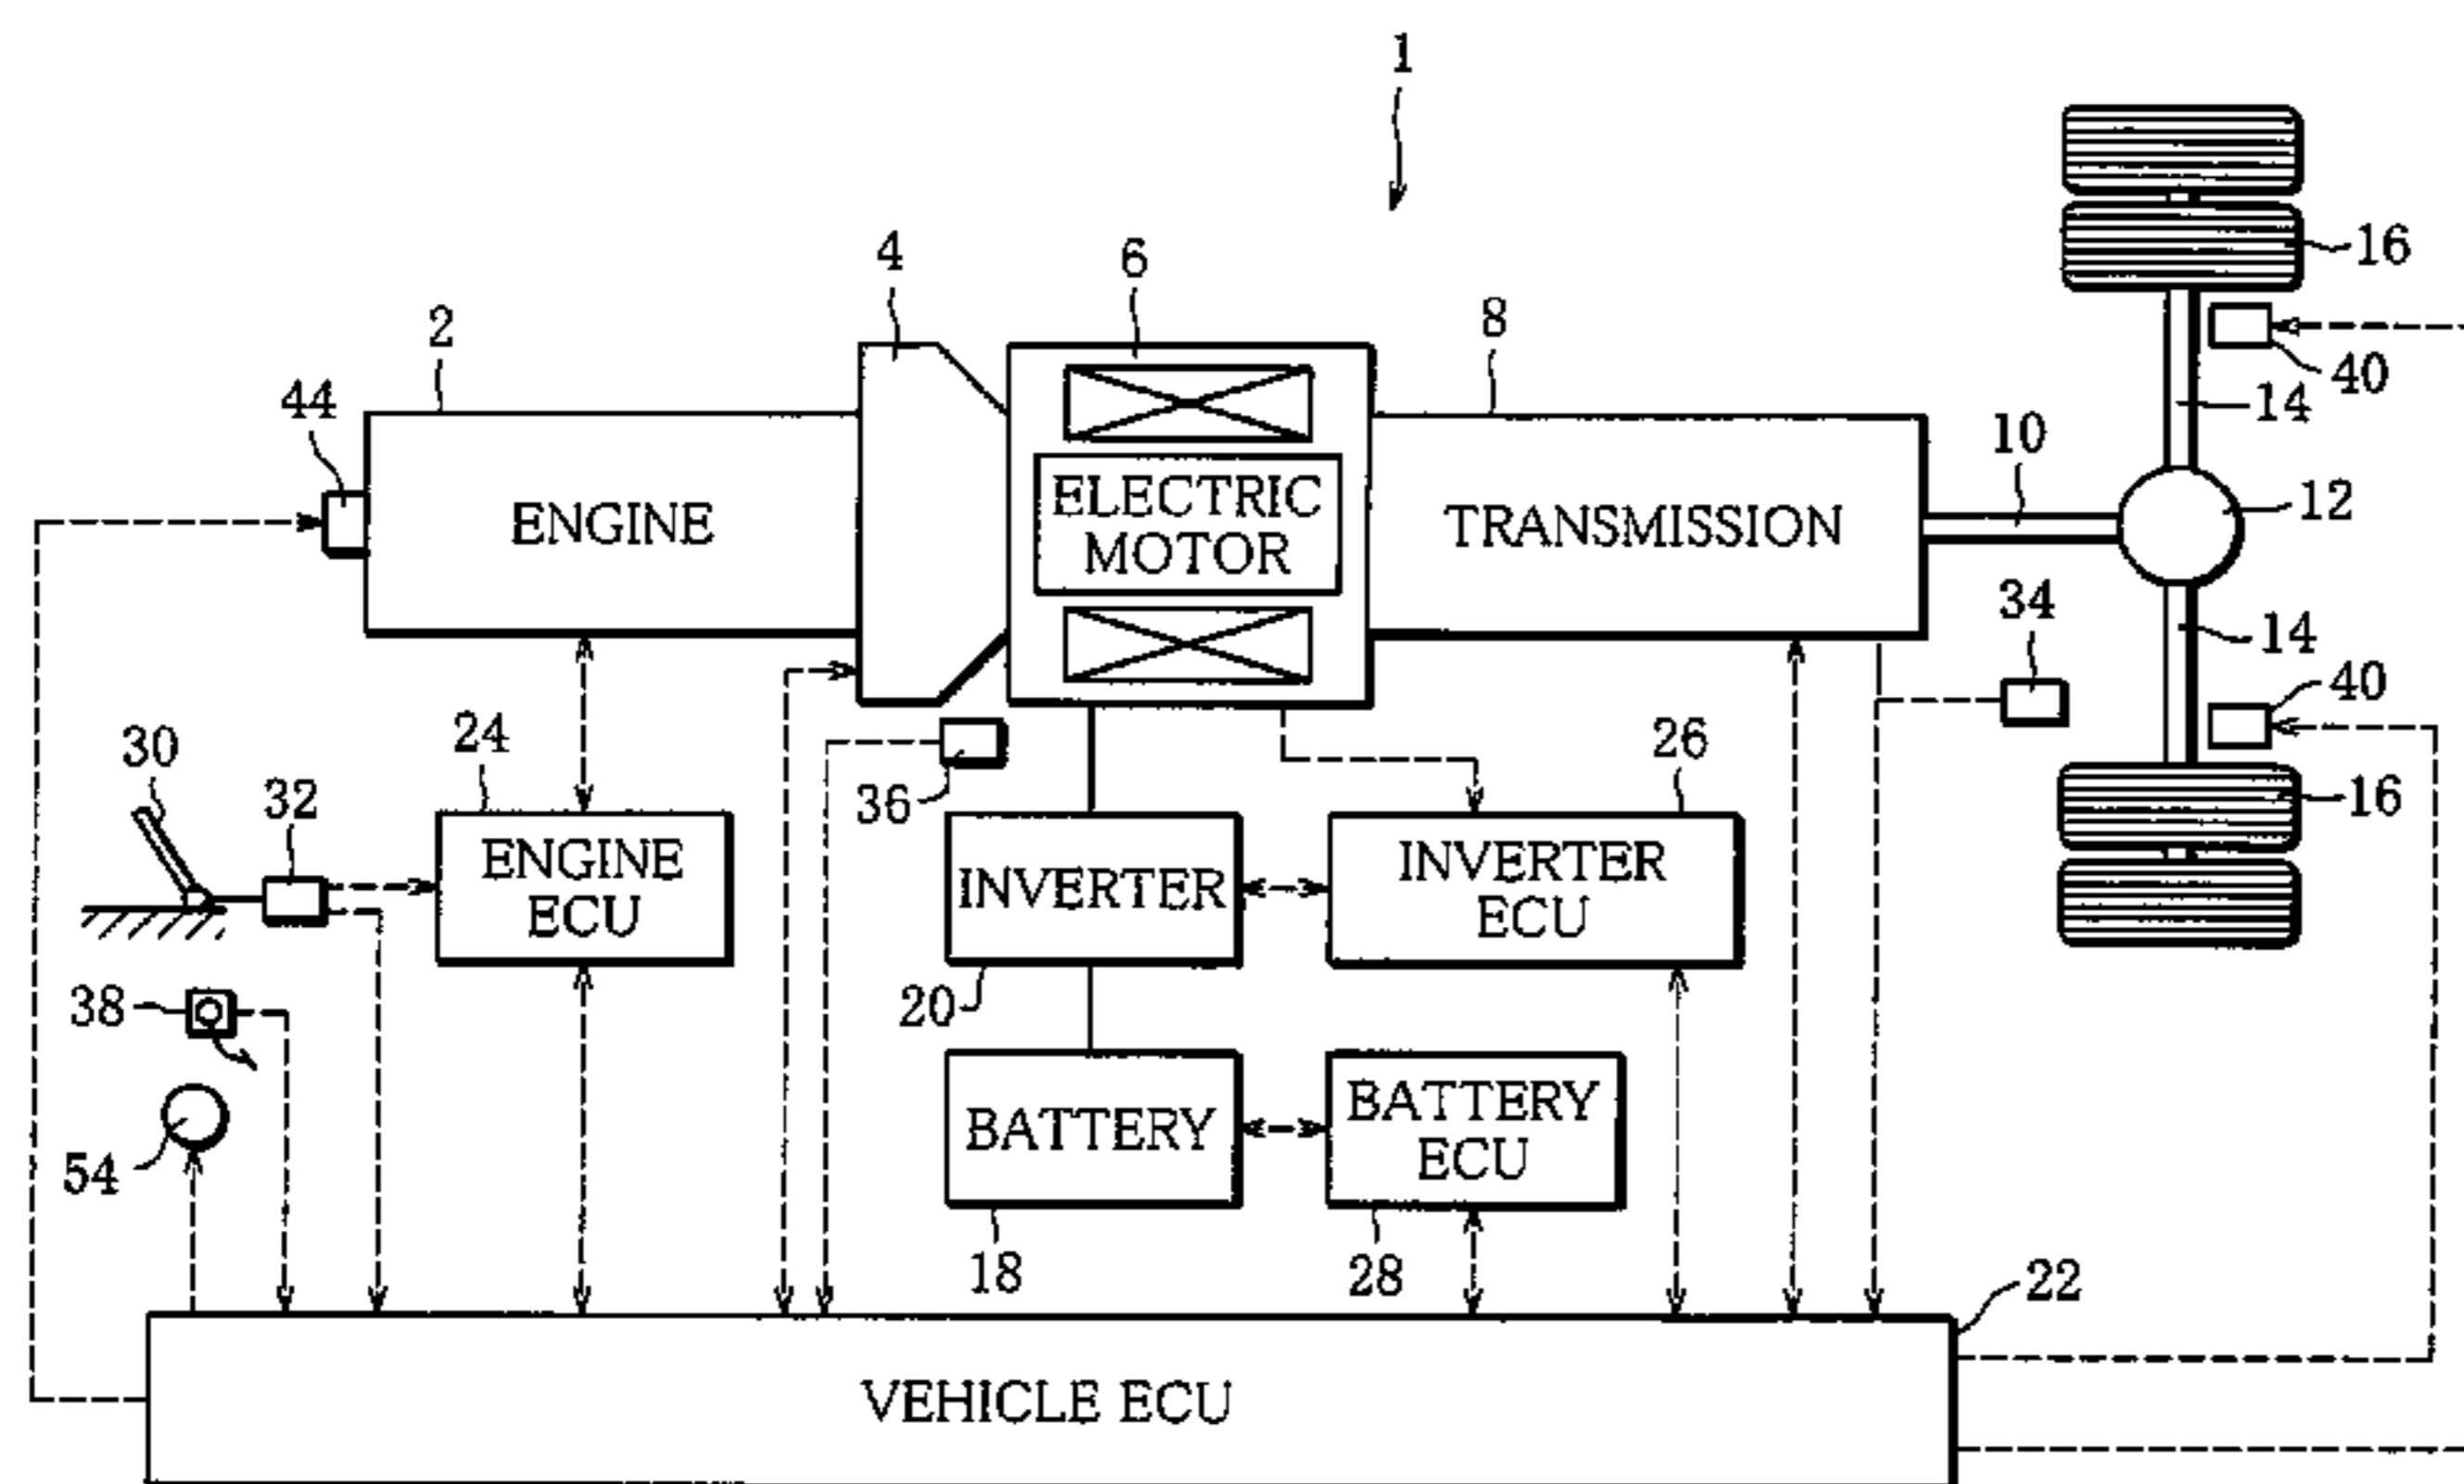 1
4
6
16
2
8
40
44
14
10
ENGINE
ELECTRIC
MOTOR
TRANSMISSION
12
34
14
40
30
24
26
32
36
16
ENGINE
ECU
INVERTER
INVERTER
ECU
38
20
54
BATTERY
BATTERY
ECU
18
28
22
VEHICLE ECU